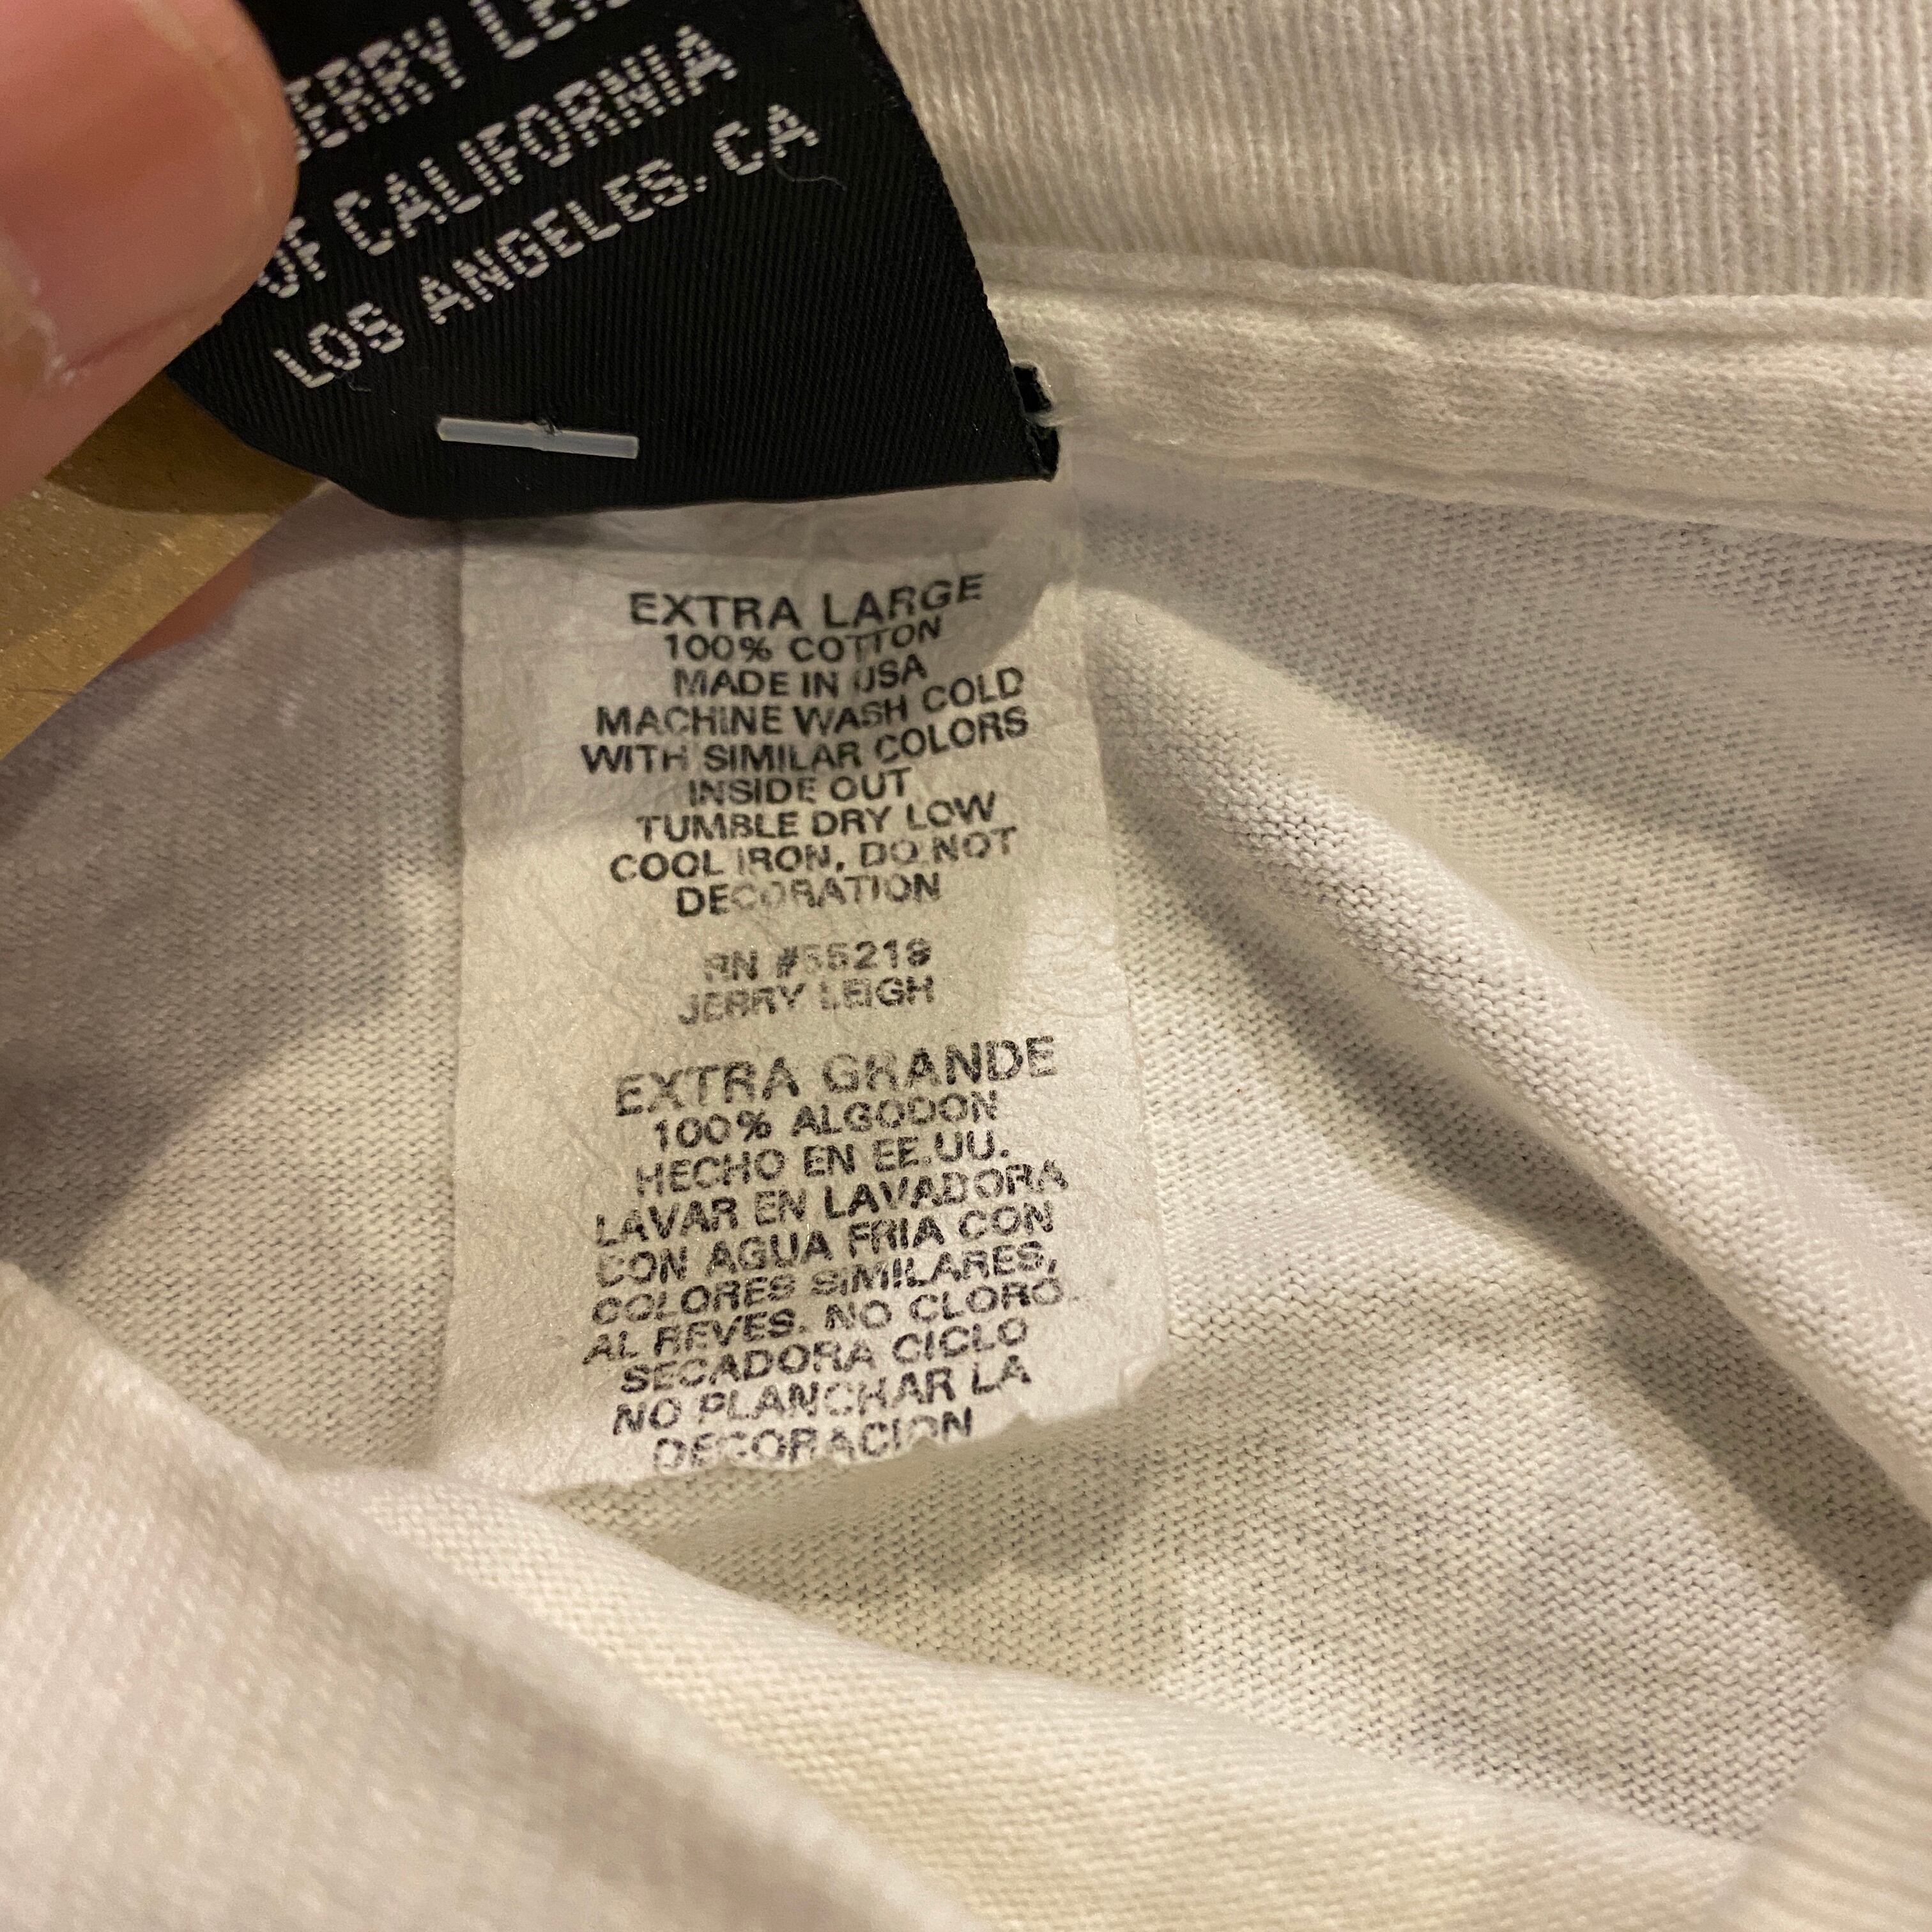 OF CALIFORNIA
LOS ANGELES, CA
EXTRA LARGE
100% COTTON
MADE IN USA
MACHINE WASH COLD
WITH SIMILAR COLORS
INSIDE OUT
TUMBLE DRY LOW
COOL IRON, DO NOT
DECORATION
RN #55219
JERRY LEIGH
EXTRA GRANDE
100% ALGODON
HECHO EN EE.UU.
LAVAR EN LAVADORA
CON AGUA FRIA CON
COLORES SIMILARES,
AL REVES. NO CLORO.
SECADORA CICLO
NO PLANCHAR LA
DECORACION